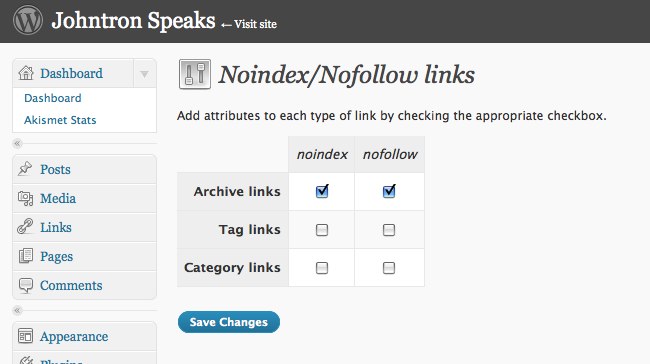 Johntron Speaks ← Visit site
Dashboard
Dashboard
Akismet Stats
Posts
Media
Links
Pages
Comments
Appearance
Plugins
Noindex/Nofollow links
Add attributes to each type of link by checking the appropriate checkbox.
noindex nofollow
Archive links
Tag links
Category links
Save Changes